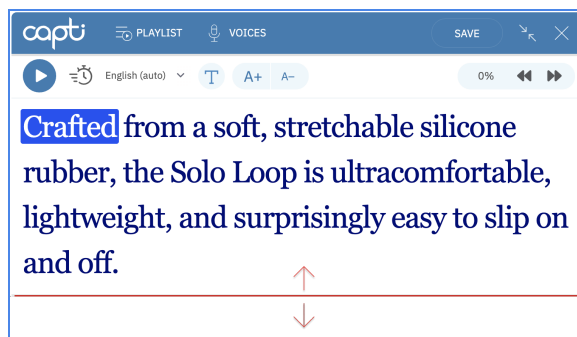 capti PLAYLIST VOICES SAVE
English (auto) T A+ A- 0%
Crafted from a soft, stretchable silicone
rubber, the Solo Loop is ultracomfortable,
lightweight, and surprisingly easy to slip on
and off.